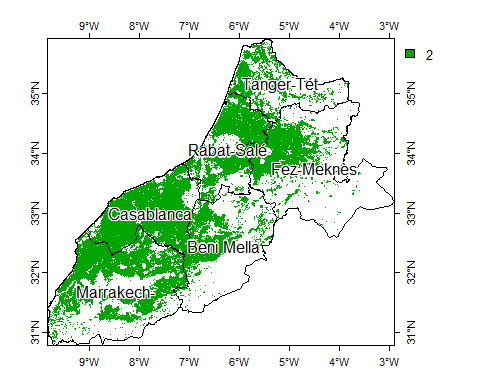 9°W 8°W 7°W 6°W 5°W 4°W 3°W
2
Tanger-Tét
35°N 35°N
Rabat-Sale
34°N 34°N
Fez-Meknès
Casablanca
33°N 33°N
Beni Mella
32°N 32°N
Marrakech-
31°N 31°N
9°W 8°W 7°W 6°W 5°W 4°W 3°W